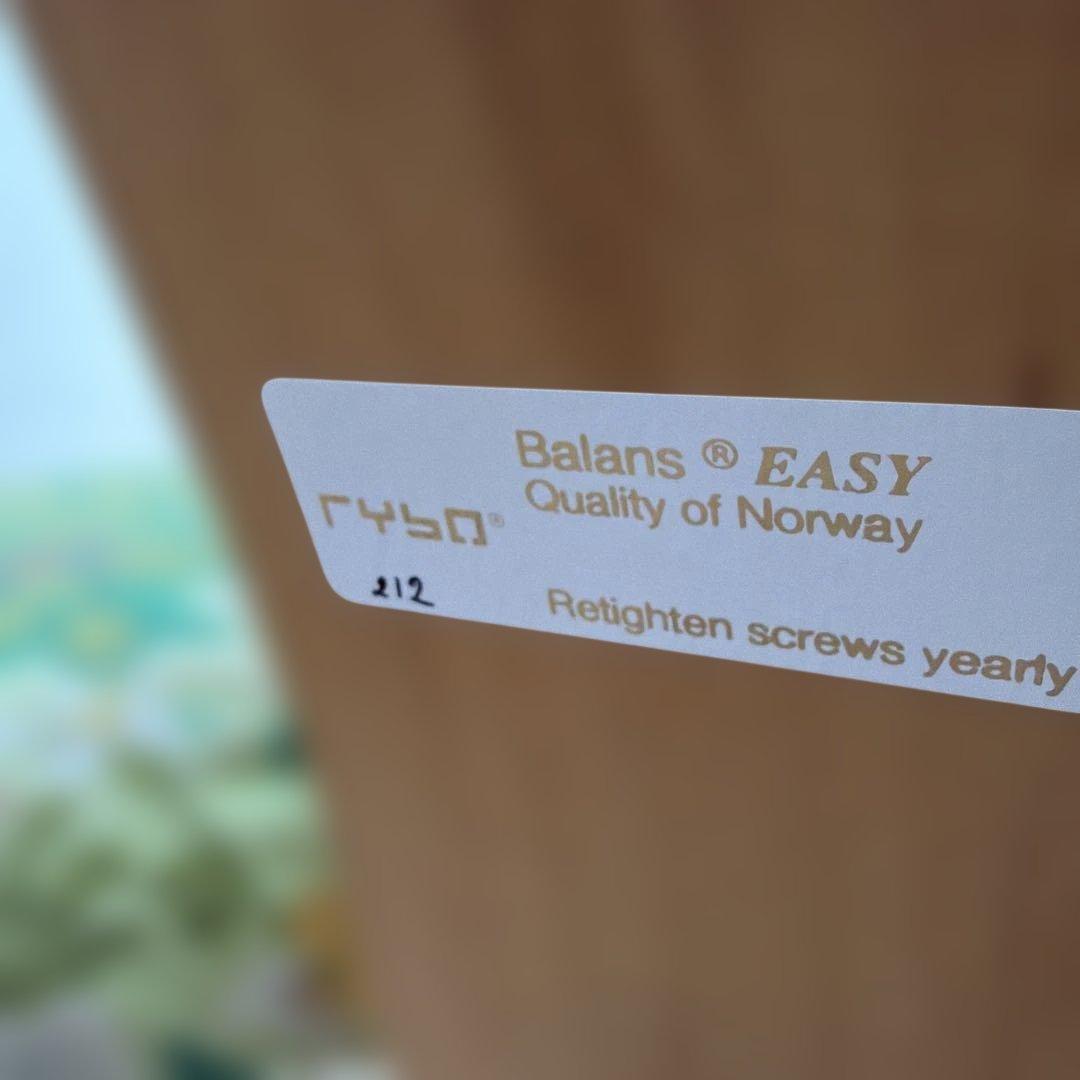 Balans ® EASY
Quality of Norway
rybo®
212
Retighten screws yearly